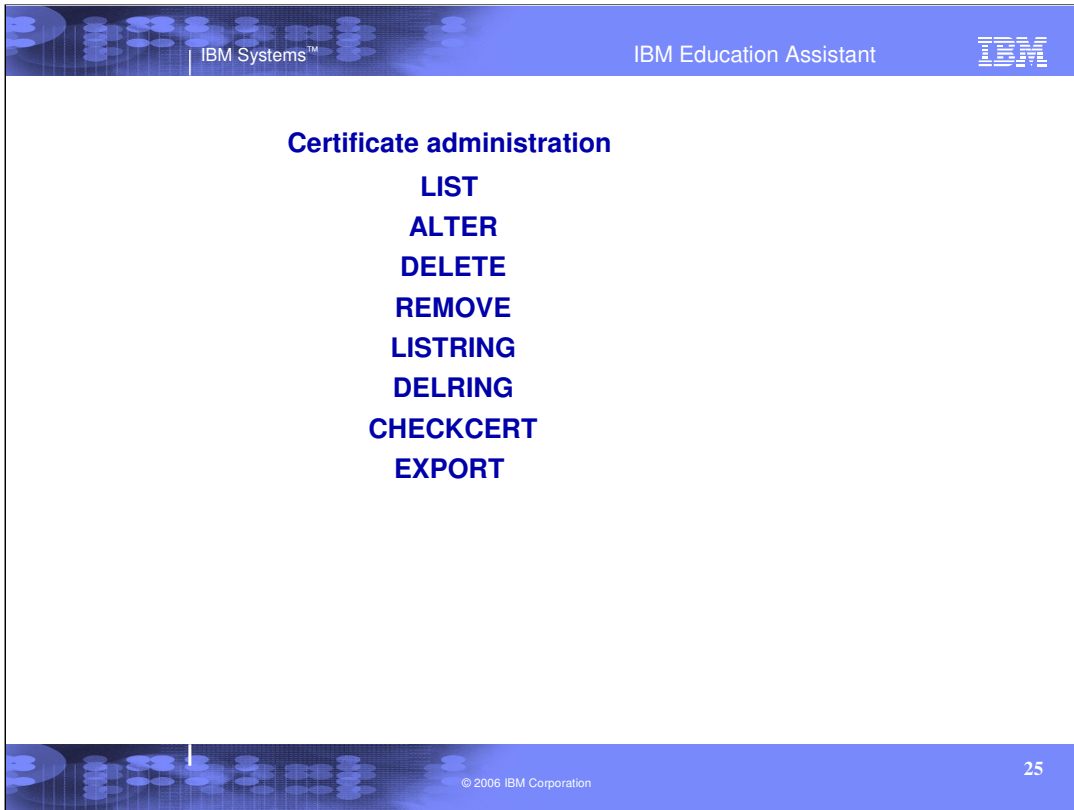 IBM Systems™
IBM Education Assistant
IBM
Certificate administration
LIST
ALTER
DELETE
REMOVE
LISTRING
DELRING
CHECKCERT
EXPORT
© 2006 IBM Corporation
25